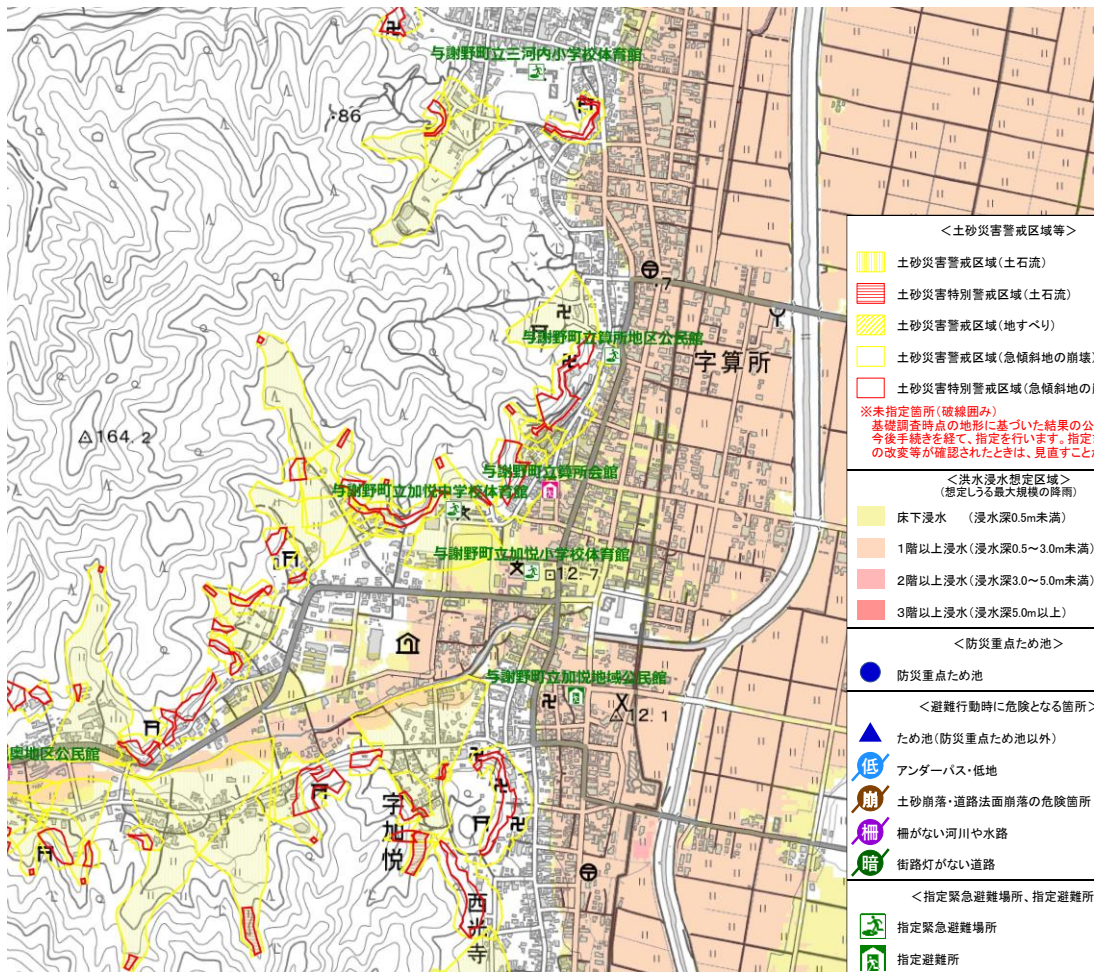 与謝野町立三河内小学校体育館
86
7
与謝野町立算所地区公民館
字算所
164.2
与謝野町立算所会館
与謝野町立加悦中学校体育館
与謝野町立加悦小学校体育館
12.7
与謝野町立加悦地域公民館
12.1
奥地区公民館
字加悦
西光寺
＜土砂災害警戒区域等＞
土砂災害警戒区域（土石流）
土砂災害特別警戒区域（土石流）
土砂災害警戒区域（地すべり）
土砂災害警戒区域（急傾斜地の崩壊）
土砂災害特別警戒区域（急傾斜地の
※未指定箇所（破線囲み）
基礎調査時点の地形に基づいた結果の公
今後手続きを経て、指定を行います。指定
の改変等が確認されたときは、見直すこと
＜洪水浸水想定区域＞
（想定しうる最大規模の降雨）
床下浸水　（浸水深0.5m未満）
1階以上浸水（浸水深0.5～3.0m未満）
2階以上浸水（浸水深3.0～5.0m未満）
3階以上浸水（浸水深5.0m以上）
＜防災重点ため池＞
防災重点ため池
＜避難行動時に危険となる箇所＞
ため池（防災重点ため池以外）
低 アンダーパス・低地
崩 土砂崩落・道路法面崩落の危険箇所
柵 柵がない河川や水路
暗 街路灯がない道路
＜指定緊急避難場所、指定避難所
指定緊急避難場所
指定避難所